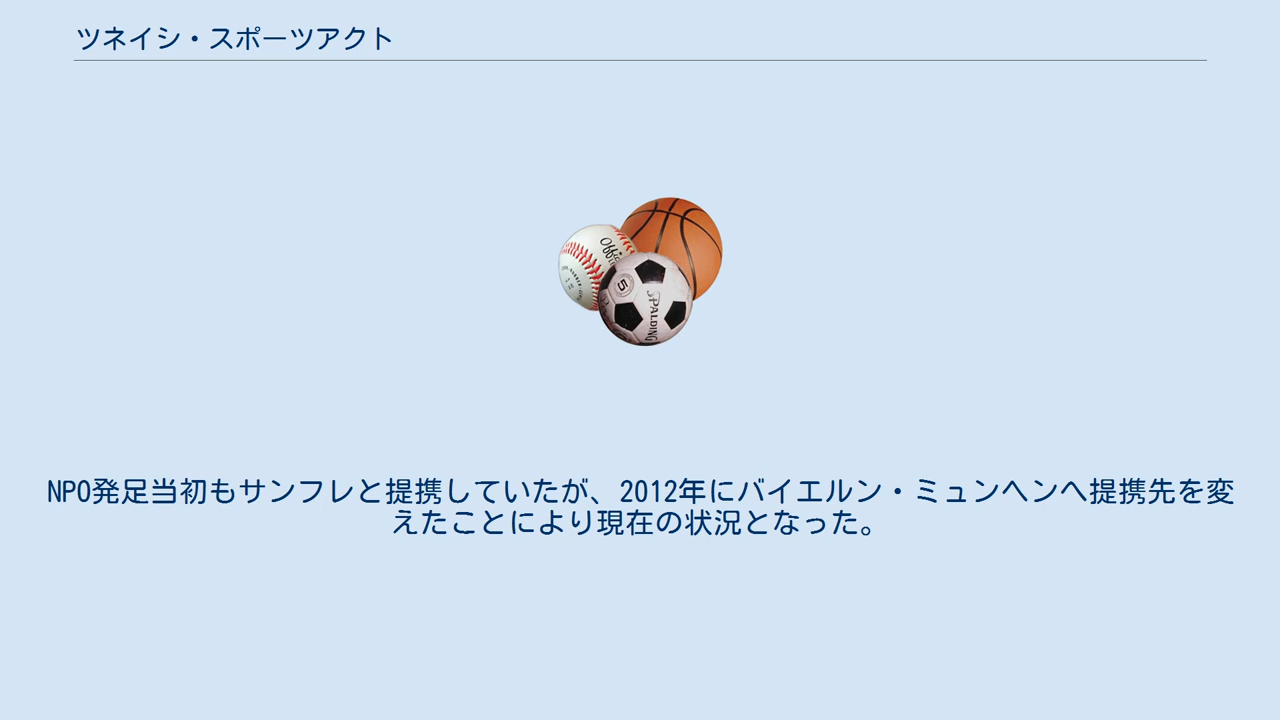 ツネイシ・スポーツアクト
Offic
5
SPALDING
NPO発足当初もサンフレと提携していたが、2012年にバイエルン・ミュンヘンへ提携先を変
えたことにより現在の状況となった。